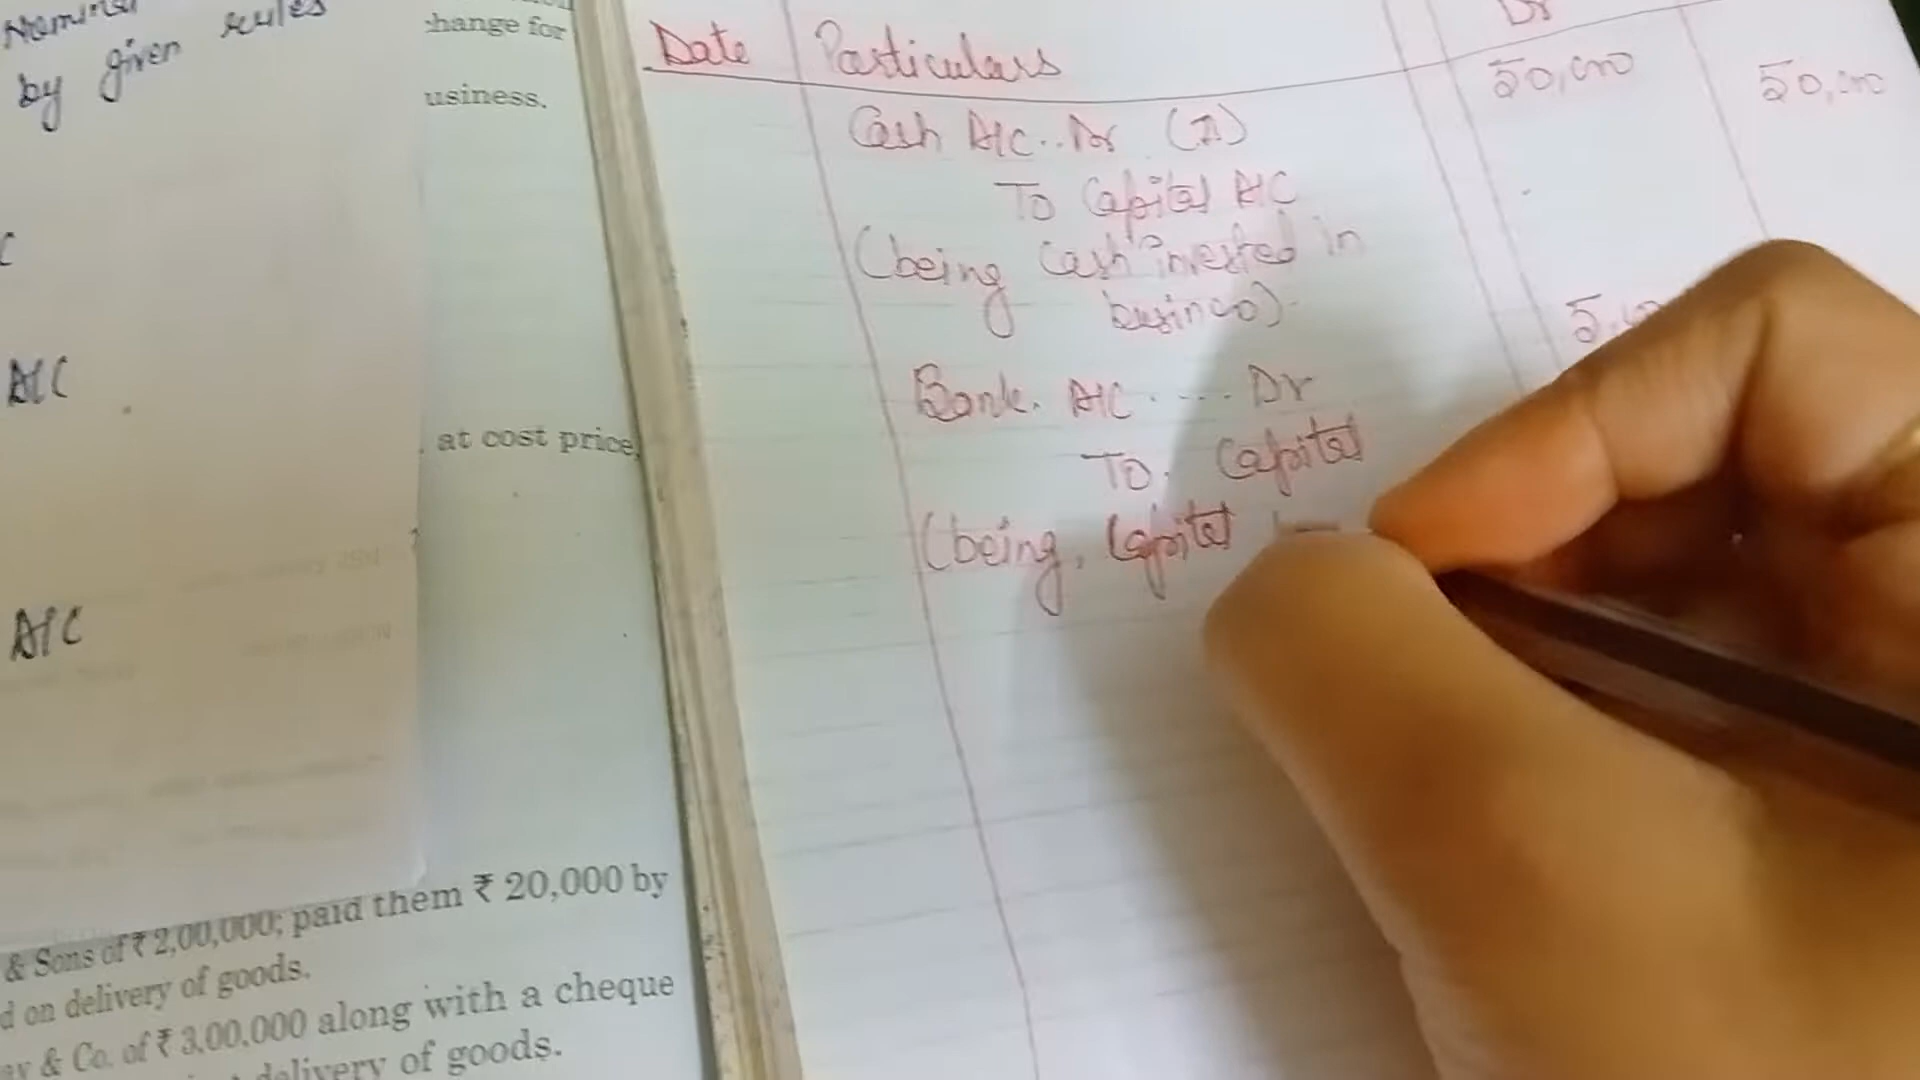 by given rules
change for
usiness.
A/C
at cost price,
A/C
& Sons of ₹ 2,00,000; paid them ₹ 20,000 by
d on delivery of goods.
& Co. of ₹ 3,00,000 along with a cheque
delivery of goods.
Date Particulars Dr
50,000 50,000
Cash A/C.. Dr
To Capital A/C
(being Cash invested in
business)
Bank. A/C ..... Dr
To. Capital
(being, Capital